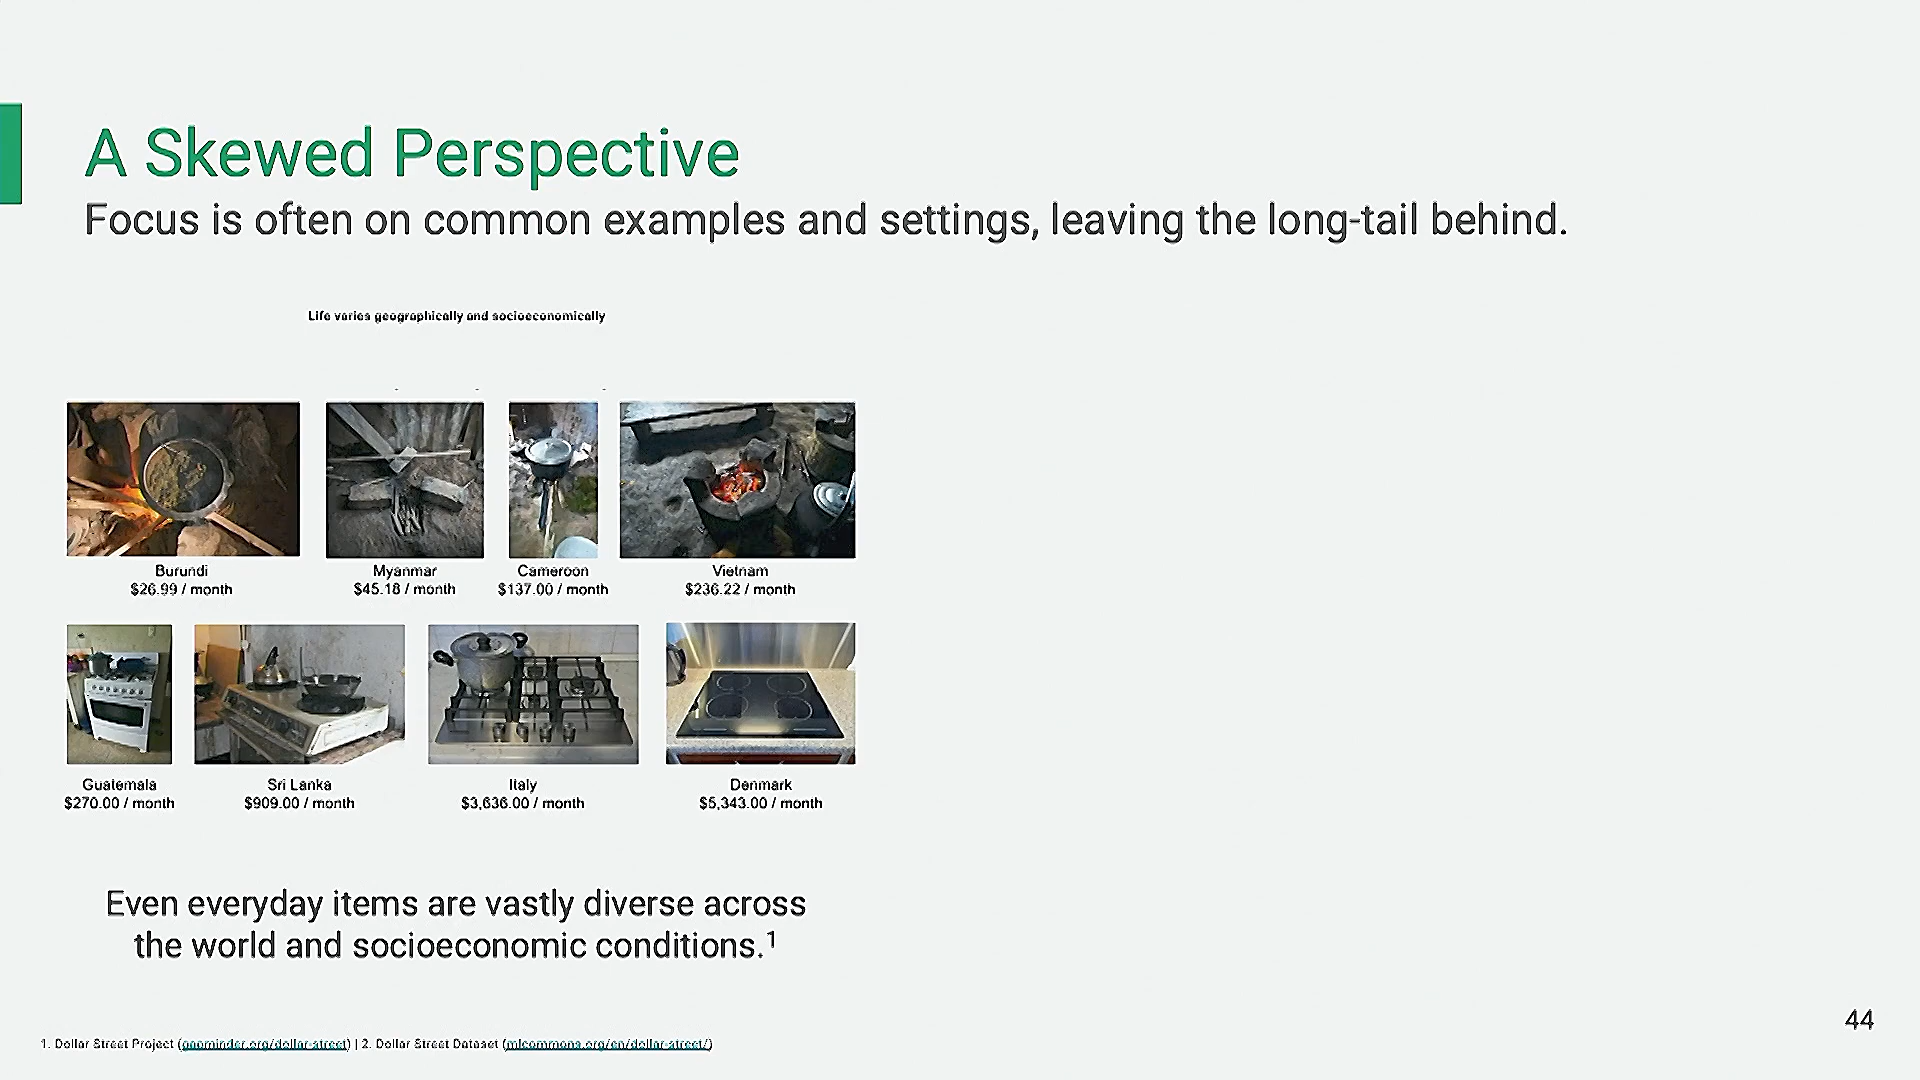 A Skewed Perspective
Focus is often on common examples and settings, leaving the long-tail behind.
Life varies geographically and socioeconomically
Burundi
$26.99 / month
Myanmar
$45.18 / month
Cameroon
$137.00 / month
Vietnam
$236.22 / month
Guatemala
$270.00 / month
Sri Lanka
$909.00 / month
Italy
$3,636.00 / month
Denmark
$5,343.00 / month
Even everyday items are vastly diverse across
the world and socioeconomic conditions.¹
1. Dollar Street Project (gapminder.org/dollar-street) | 2. Dollar Street Dataset (mlcommons.org/en/dollar-street/)
44